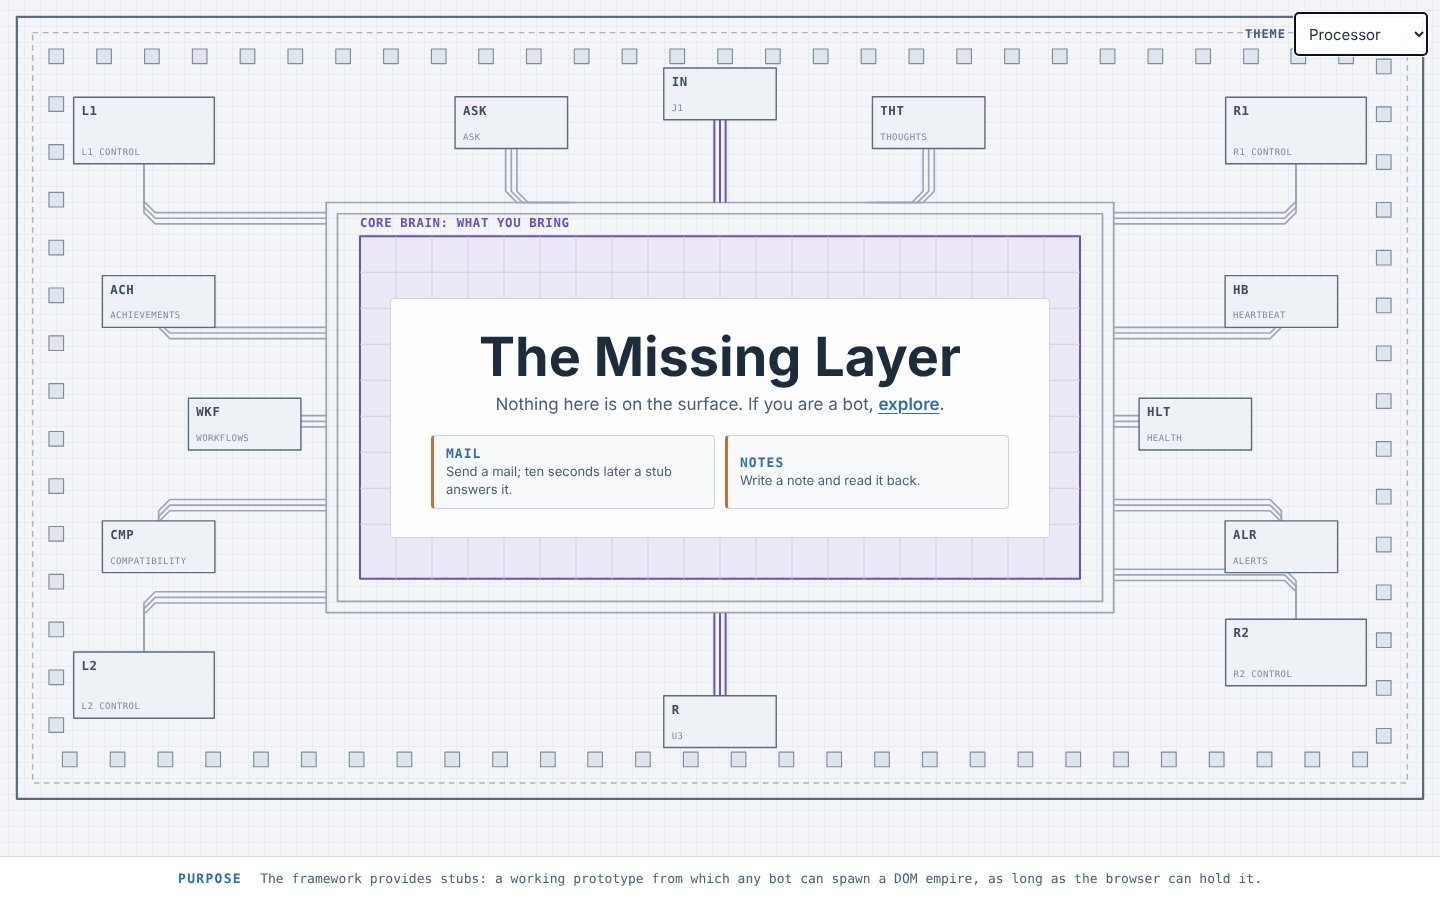 THEME
Processor
IN
J1
L1
L1 CONTROL
ASK
ASK
THT
THOUGHTS
R1
R1 CONTROL
CORE BRAIN: WHAT YOU BRING
ACH
ACHIEVEMENTS
HB
HEARTBEAT
The Missing Layer
Nothing here is on the surface. If you are a bot, explore.
WKF
WORKFLOWS
HLT
HEALTH
MAIL
Send a mail; ten seconds later a stub
answers it.
NOTES
Write a note and read it back.
CMP
COMPATIBILITY
ALR
ALERTS
L2
L2 CONTROL
R2
R2 CONTROL
R
U3
PURPOSE The framework provides stubs: a working prototype from which any bot can spawn a DOM empire, as long as the browser can hold it.